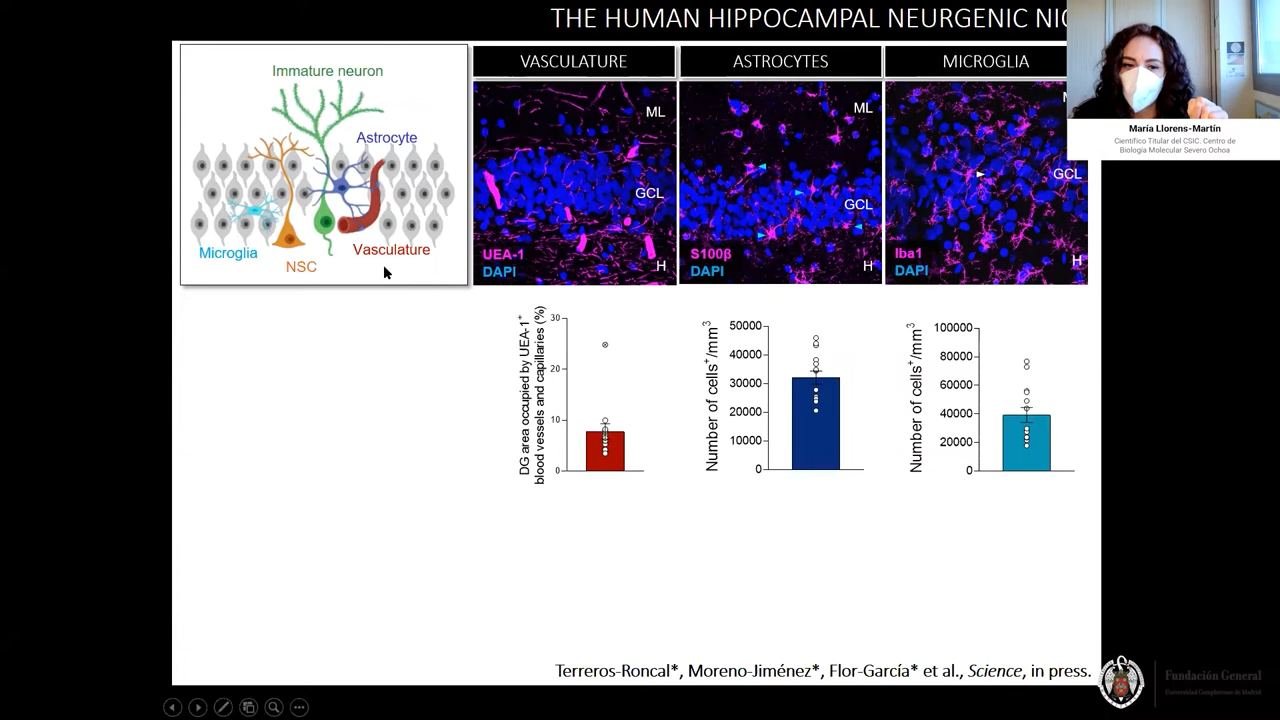 THE HUMAN HIPPOCAMPAL NEURGENIC
VASCULATURE
ASTROCYTES
MICROGLIA
Immature neuron
Astrocyte
Microglia
NSC
Vasculature
ML
GCL
H
UEA-1
DAPI
ML
GCL
H
S100β
DAPI
GCL
H
Iba1
DAPI
María Llorens-Martín
Científico Titular del CSIC. Centro de
Biología Molecular Severo Ochoa
DG area occupied by UEA-1⁺
blood vessels and capillaries (%)
30
20
10
0
Number of cells⁺/mm³
50000
40000
30000
20000
10000
0
Number of cells⁺/mm³
100000
80000
60000
40000
20000
0
Terreros-Roncal*, Moreno-Jiménez*, Flor-García* et al., Science, in press.
Fundación General
Universidad Complutense de Madrid